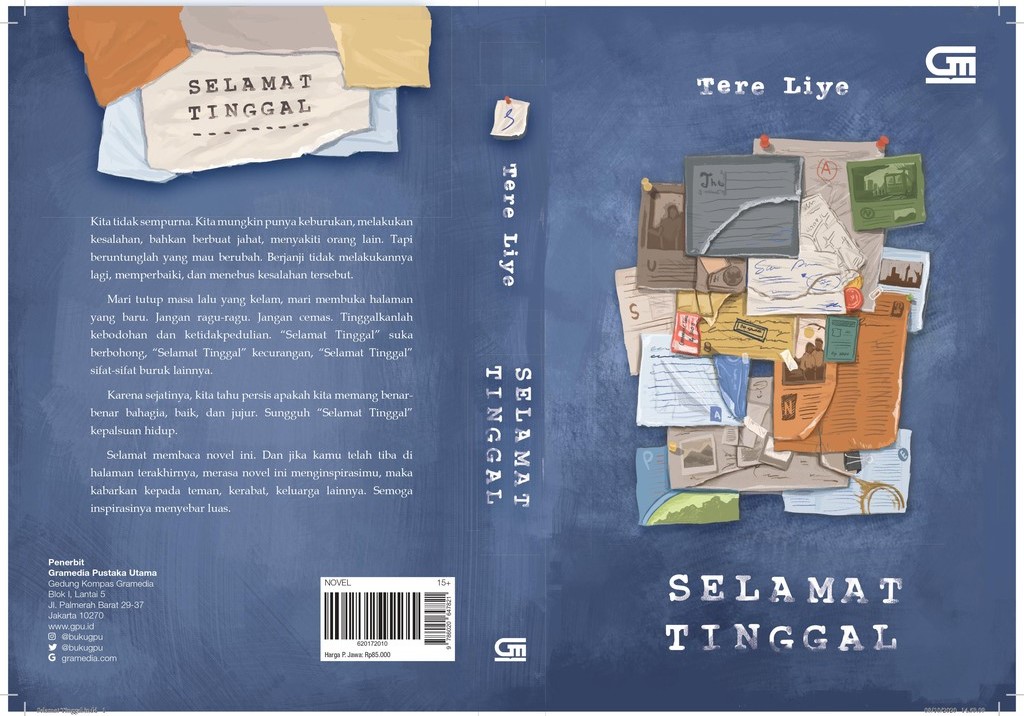 SELAMAT
TINGGAL
Kita tidak sempurna. Kita mungkin punya keburukan, melakukan
kesalahan, bahkan berbuat jahat, menyakiti orang lain. Tapi
beruntunglah yang mau berubah. Berjanji tidak melakukannya
lagi, memperbaiki, dan menebus kesalahan tersebut.
Mari tutup masa lalu yang kelam, mari membuka halaman
yang baru. Jangan ragu-ragu. Jangan cemas. Tinggalkanlah
kebodohan dan ketidakpedulian. “Selamat Tinggal” suka
berbohong, “Selamat Tinggal” kecurangan, “Selamat Tinggal”
sifat-sifat buruk lainnya.
Karena sejatinya, kita tahu persis apakah kita memang benar-
benar bahagia, baik, dan jujur. Sungguh “Selamat Tinggal”
kepalsuan hidup.
Selamat membaca novel ini. Dan jika kamu telah tiba di
halaman terakhirnya, merasa novel ini menginspirasimu, maka
kabarkan kepada teman, kerabat, keluarga lainnya. Semoga
inspirasinya menyebar luas.
Penerbit
Gramedia Pustaka Utama
Gedung Kompas Gramedia
Blok I, Lantai 5
Jl. Palmerah Barat 29-37
Jakarta 10270
www.gpu.id
@bukugpu
@bukugpu
gramedia.com
NOVEL 15+
620172010
9 786020 647821
Harga P. Jawa: Rp85.000
S
Tere Liye
SELAMAT
TINGGAL
Gm
Tere Liye
Gm
The
A
U
S
A
N
P
E
SELAMAT
TINGGAL